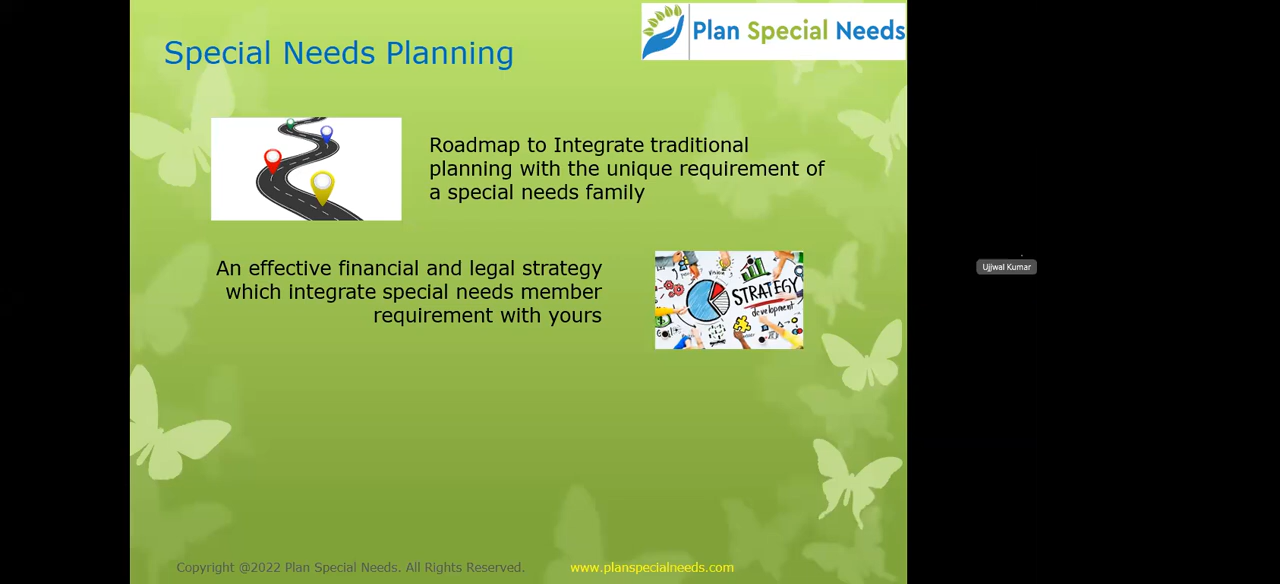 Special Needs Planning
Plan Special Needs
Roadmap to Integrate traditional
planning with the unique requirement of
a special needs family
An effective financial and legal strategy
which integrate special needs member
requirement with yours
STRATEGY
development
Ujjwal Kumar
Copyright @2022 Plan Special Needs. All Rights Reserved.
www.planspecialneeds.com